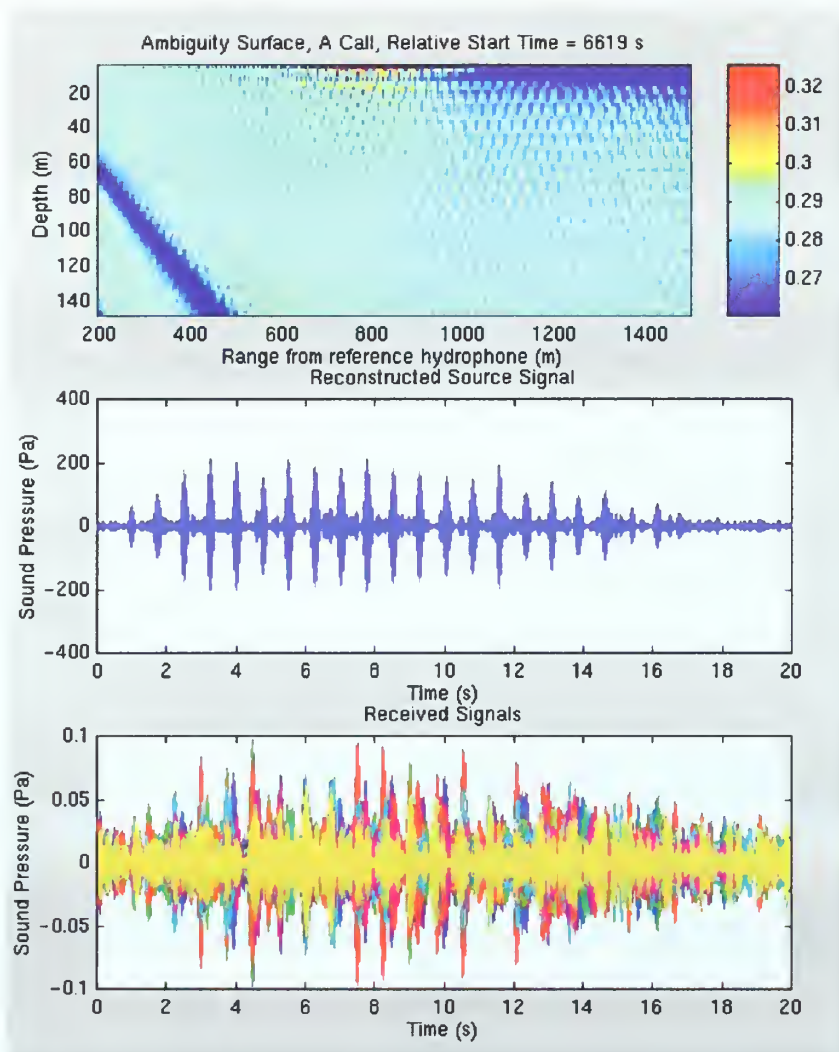 Ambiguity Surface, A Call, Relative Start Time = 6619 s
Depth (m)
20
40
60
80
100
120
140
200 400 600 800 1000 1200 1400
Range from reference hydrophone (m)
0.32
0.31
0.3
0.29
0.28
0.27
Reconstructed Source Signal
Sound Pressure (Pa)
400
200
0
-200
-400
0 2 4 6 8 10 12 14 16 18 20
Time (s)
Received Signals
Sound Pressure (Pa)
0.1
0.05
0
-0.05
-0.1
0 2 4 6 8 10 12 14 16 18 20
Time (s)